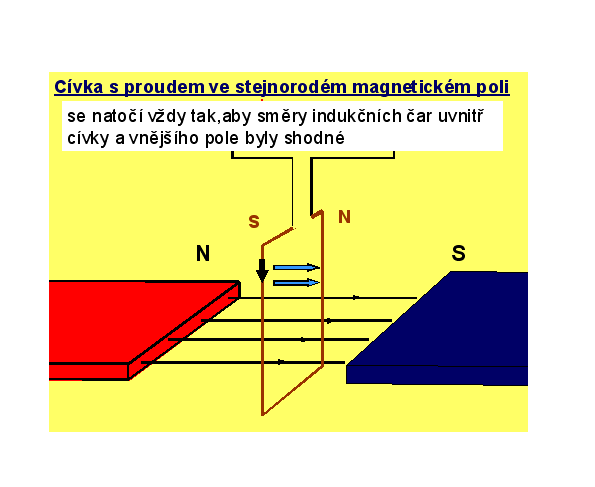 Cívka s proudem ve stejnorodém magnetickém poli
se natočí vždy tak,aby směry indukčních čar uvnitř
cívky a vnějšího pole byly shodné
S N
N S